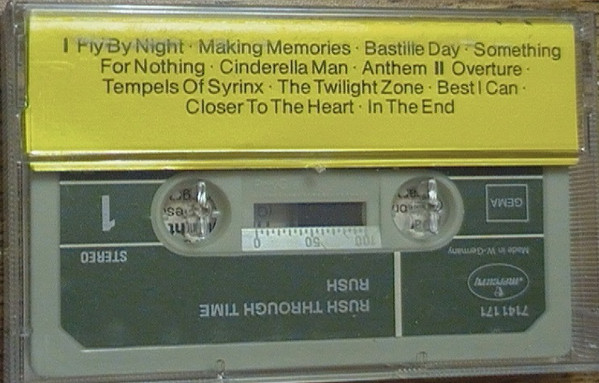 I Fly By Night · Making Memories · Bastille Day · Something
For Nothing · Cinderella Man · Anthem II Overture ·
Tempels Of Syrinx · The Twilight Zone · Best I Can ·
Closer To The Heart · In The End
1
STEREO
GEMA
Made in W.-Germany
0 50 100
RUSH
RUSH THROUGH TIME
mercury
7141 171